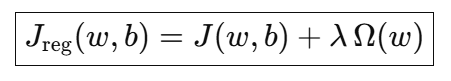 J_reg(w, b) = J(w, b) + λ Ω(w)